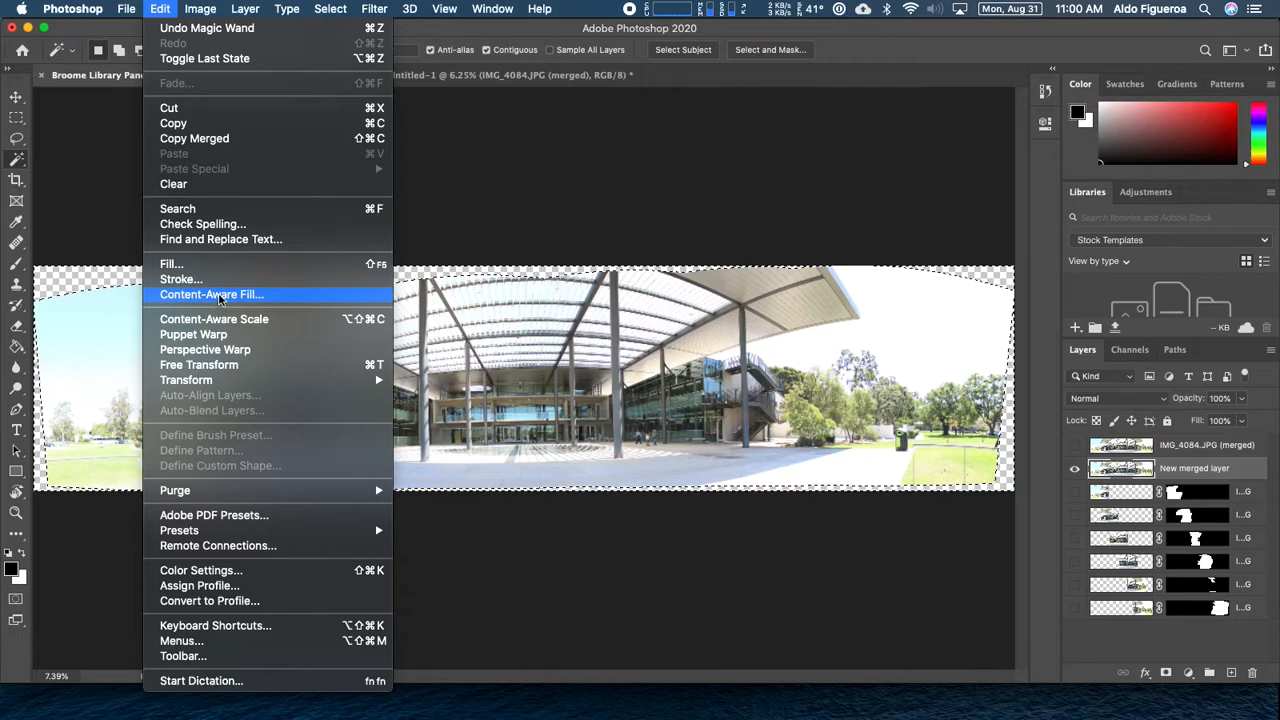 Photoshop File Edit Image Layer Type Select Filter 3D View Window Help 2 KB/s 3 KB/s 61° Mon, Aug 31 11:00 AM Aldo Figueroa
Adobe Photoshop 2020
Anti-alias Contiguous Sample All Layers Select Subject Select and Mask...
Broome Library Pan
ntitled-1 @ 6.25% (IMG_4084.JPG (merged), RGB/8) *
Undo Magic Wand ⌘Z
Redo ⇧⌘Z
Toggle Last State ⌥⌘Z
Fade... ⇧⌘F
Cut ⌘X
Copy ⌘C
Copy Merged ⇧⌘C
Paste ⌘V
Paste Special
Clear
Search ⌘F
Check Spelling...
Find and Replace Text...
Fill... ⇧F5
Stroke...
Content-Aware Fill...
Content-Aware Scale ⌥⇧⌘C
Puppet Warp
Perspective Warp
Free Transform ⌘T
Transform
Auto-Align Layers...
Auto-Blend Layers...
Define Brush Preset...
Define Pattern...
Define Custom Shape...
Purge
Adobe PDF Presets...
Presets
Remote Connections...
Color Settings... ⇧⌘K
Assign Profile...
Convert to Profile...
Keyboard Shortcuts... ⌥⇧⌘K
Menus... ⌥⇧⌘M
Toolbar...
Start Dictation... fn fn
7.39%
Color Swatches Gradients Patterns
Libraries Adjustments
Search libraries and Adobe Stock
Stock Templates
View by type
-- KB
Layers Channels Paths
Kind
Normal Opacity: 100%
Lock: Fill: 100%
IMG_4084.JPG (merged)
New merged layer
I...G
I...G
I...G
I...G
I...G
I...G